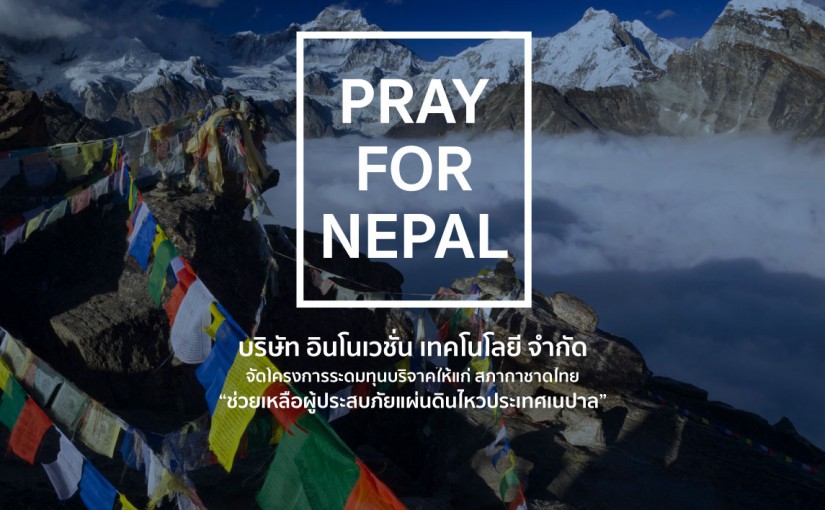 PRAY
FOR
NEPAL
บริษัท อินโนเวชั่น เทคโนโลยี จำกัด
จัดโครงการระดมทุนบริจาคให้แก่ สภากาชาดไทย
“ช่วยเหลือผู้ประสบภัยแผ่นดินไหวประเทศเนปาล”